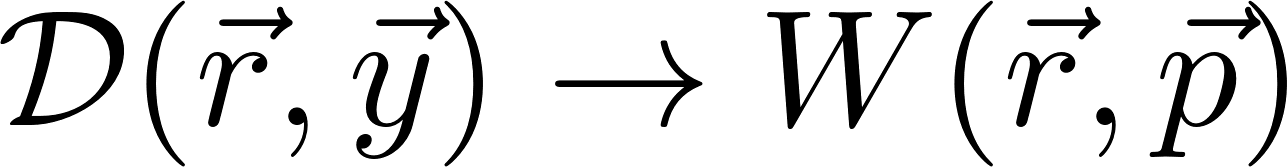 𝒟(r⃗, y⃗) → W(r⃗, p⃗)